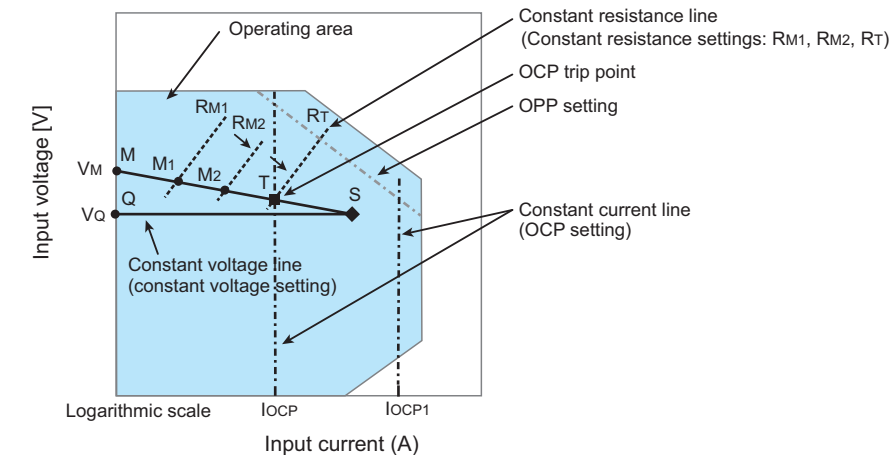 Operating area
Constant resistance line
(Constant resistance settings: RM1, RM2, RT)
OCP trip point
OPP setting
RM1
RM2
RT
VM
M
M1
M2
T
S
VQ
Q
Constant voltage line
(constant voltage setting)
Constant current line
(OCP setting)
Input voltage [V]
Logarithmic scale
IOCP
IOCP1
Input current (A)